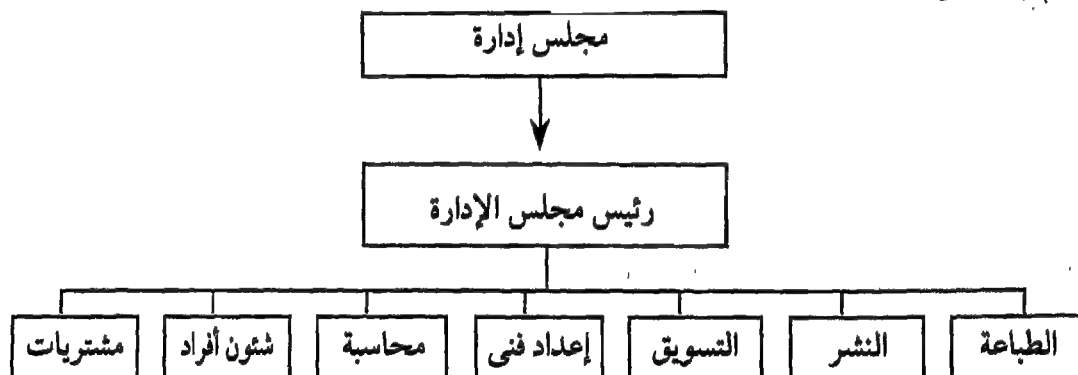 مجلس إدارة
رئيس مجلس الإدارة
الطباعة
النشر
التسويق
إعداد فنى
محاسبة
شئون أفراد
مشتريات